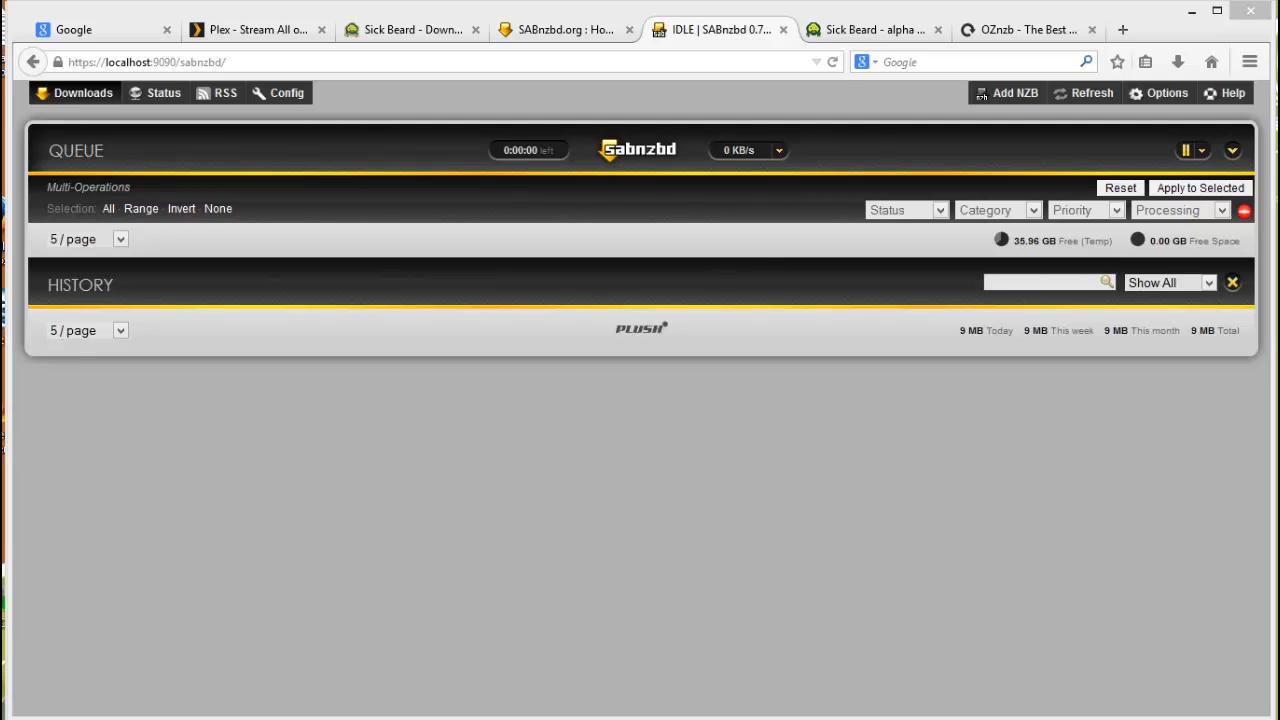 Google
Plex - Stream All o...
Sick Beard - Down...
SABnzbd.org : Ho...
IDLE | SABnzbd 0.7...
Sick Beard - alpha ...
OZnzb - The Best ...
https://localhost:9090/sabnzbd/
Google
Downloads Status RSS Config
Add NZB Refresh Options Help
QUEUE 0:00:00 left sabnzbd 0 KB/s
Multi-Operations Reset Apply to Selected
Selection: All Range Invert None Status Category Priority Processing
5 / page 35.96 GB Free (Temp) 0.00 GB Free Space
HISTORY Show All
5 / page PLUSH 9 MB Today 9 MB This week 9 MB This month 9 MB Total